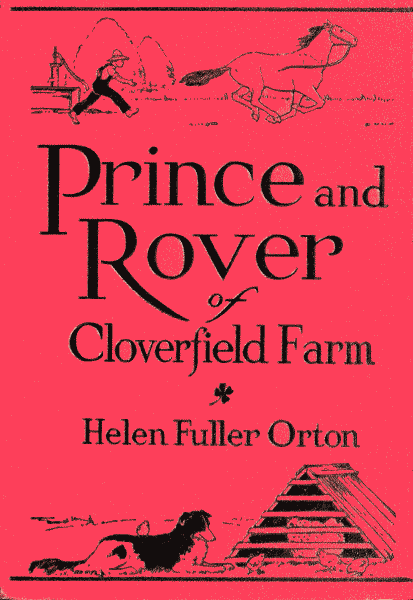 Prince and
Rover
of
Cloverfield Farm
Helen Fuller Orton